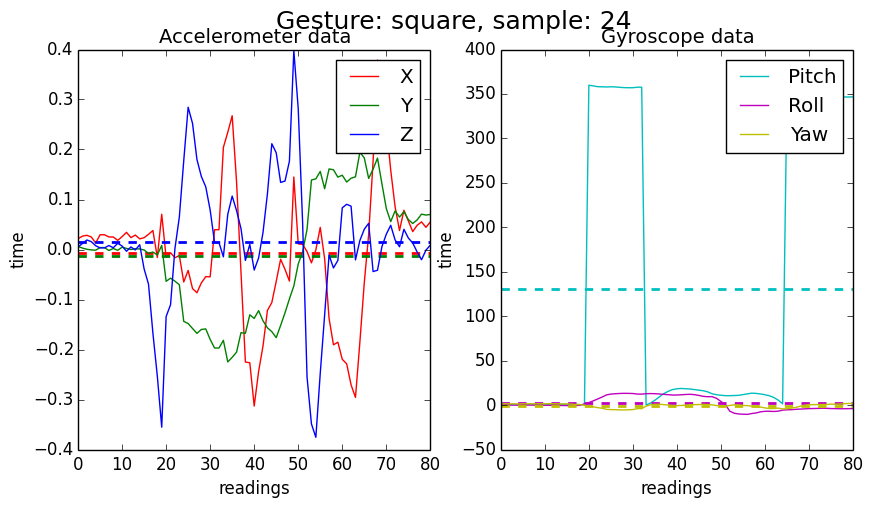 Gesture: square, sample: 24
Accelerometer data
0.4
0.3
0.2
0.1
0.0
−0.1
−0.2
−0.3
−0.4
time
0 10 20 30 40 50 60 70 80
readings
X
Y
Z
Gyroscope data
400
350
300
250
200
150
100
50
0
−50
time
0 10 20 30 40 50 60 70 80
readings
Pitch
Roll
Yaw